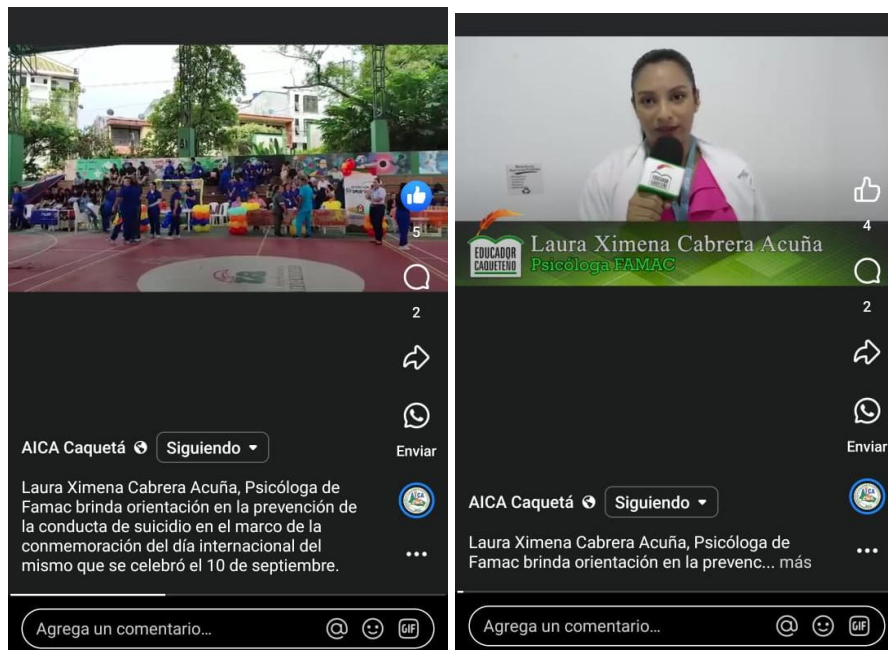 5
2
Enviar
AICA Caquetá
Siguiendo
Laura Ximena Cabrera Acuña, Psicóloga de
Famac brinda orientación en la prevención de
la conducta de suicidio en el marco de la
conmemoración del día internacional del
mismo que se celebró el 10 de septiembre.
Agrega un comentario...
GIF
EDUCADOR
CAQUETEÑO
Laura Ximena Cabrera Acuña
Psicóloga FAMAC
4
2
Enviar
AICA Caquetá
Siguiendo
Laura Ximena Cabrera Acuña, Psicóloga de
Famac brinda orientación en la prevenc... más
Agrega un comentario...
GIF